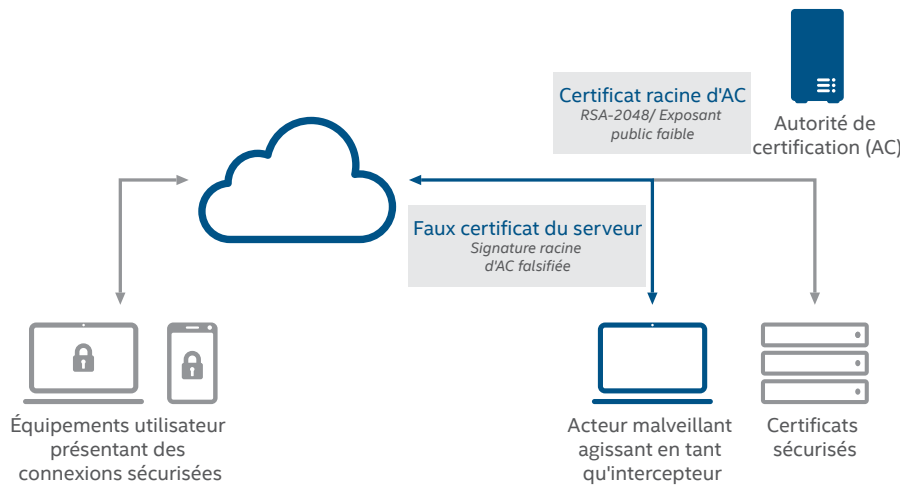 Certificat racine d'AC
RSA-2048/ Exposant
public faible
Autorité de
certification (AC)
Faux certificat du serveur
Signature racine
d'AC falsifiée
Équipements utilisateur
présentant des
connexions sécurisées
Acteur malveillant
agissant en tant
qu'intercepteur
Certificats
sécurisés